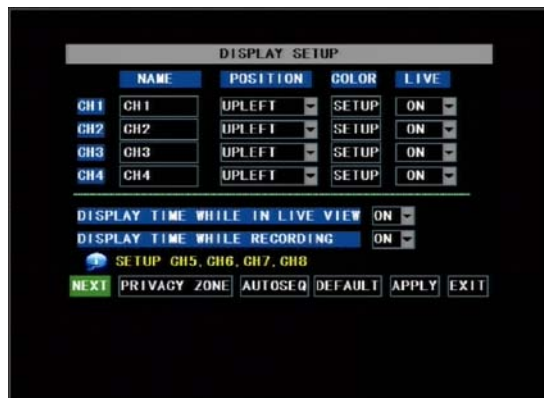 DISPLAY SETUP
NAME POSITION COLOR LIVE
CH1 CH1 UPLEFT SETUP ON
CH2 CH2 UPLEFT SETUP ON
CH3 CH3 UPLEFT SETUP ON
CH4 CH4 UPLEFT SETUP ON
DISPLAY TIME WHILE IN LIVE VIEW ON
DISPLAY TIME WHILE RECORDING ON
SETUP CH5, CH6, CH7, CH8
NEXT PRIVACY ZONE AUTOSEQ DEFAULT APPLY EXIT